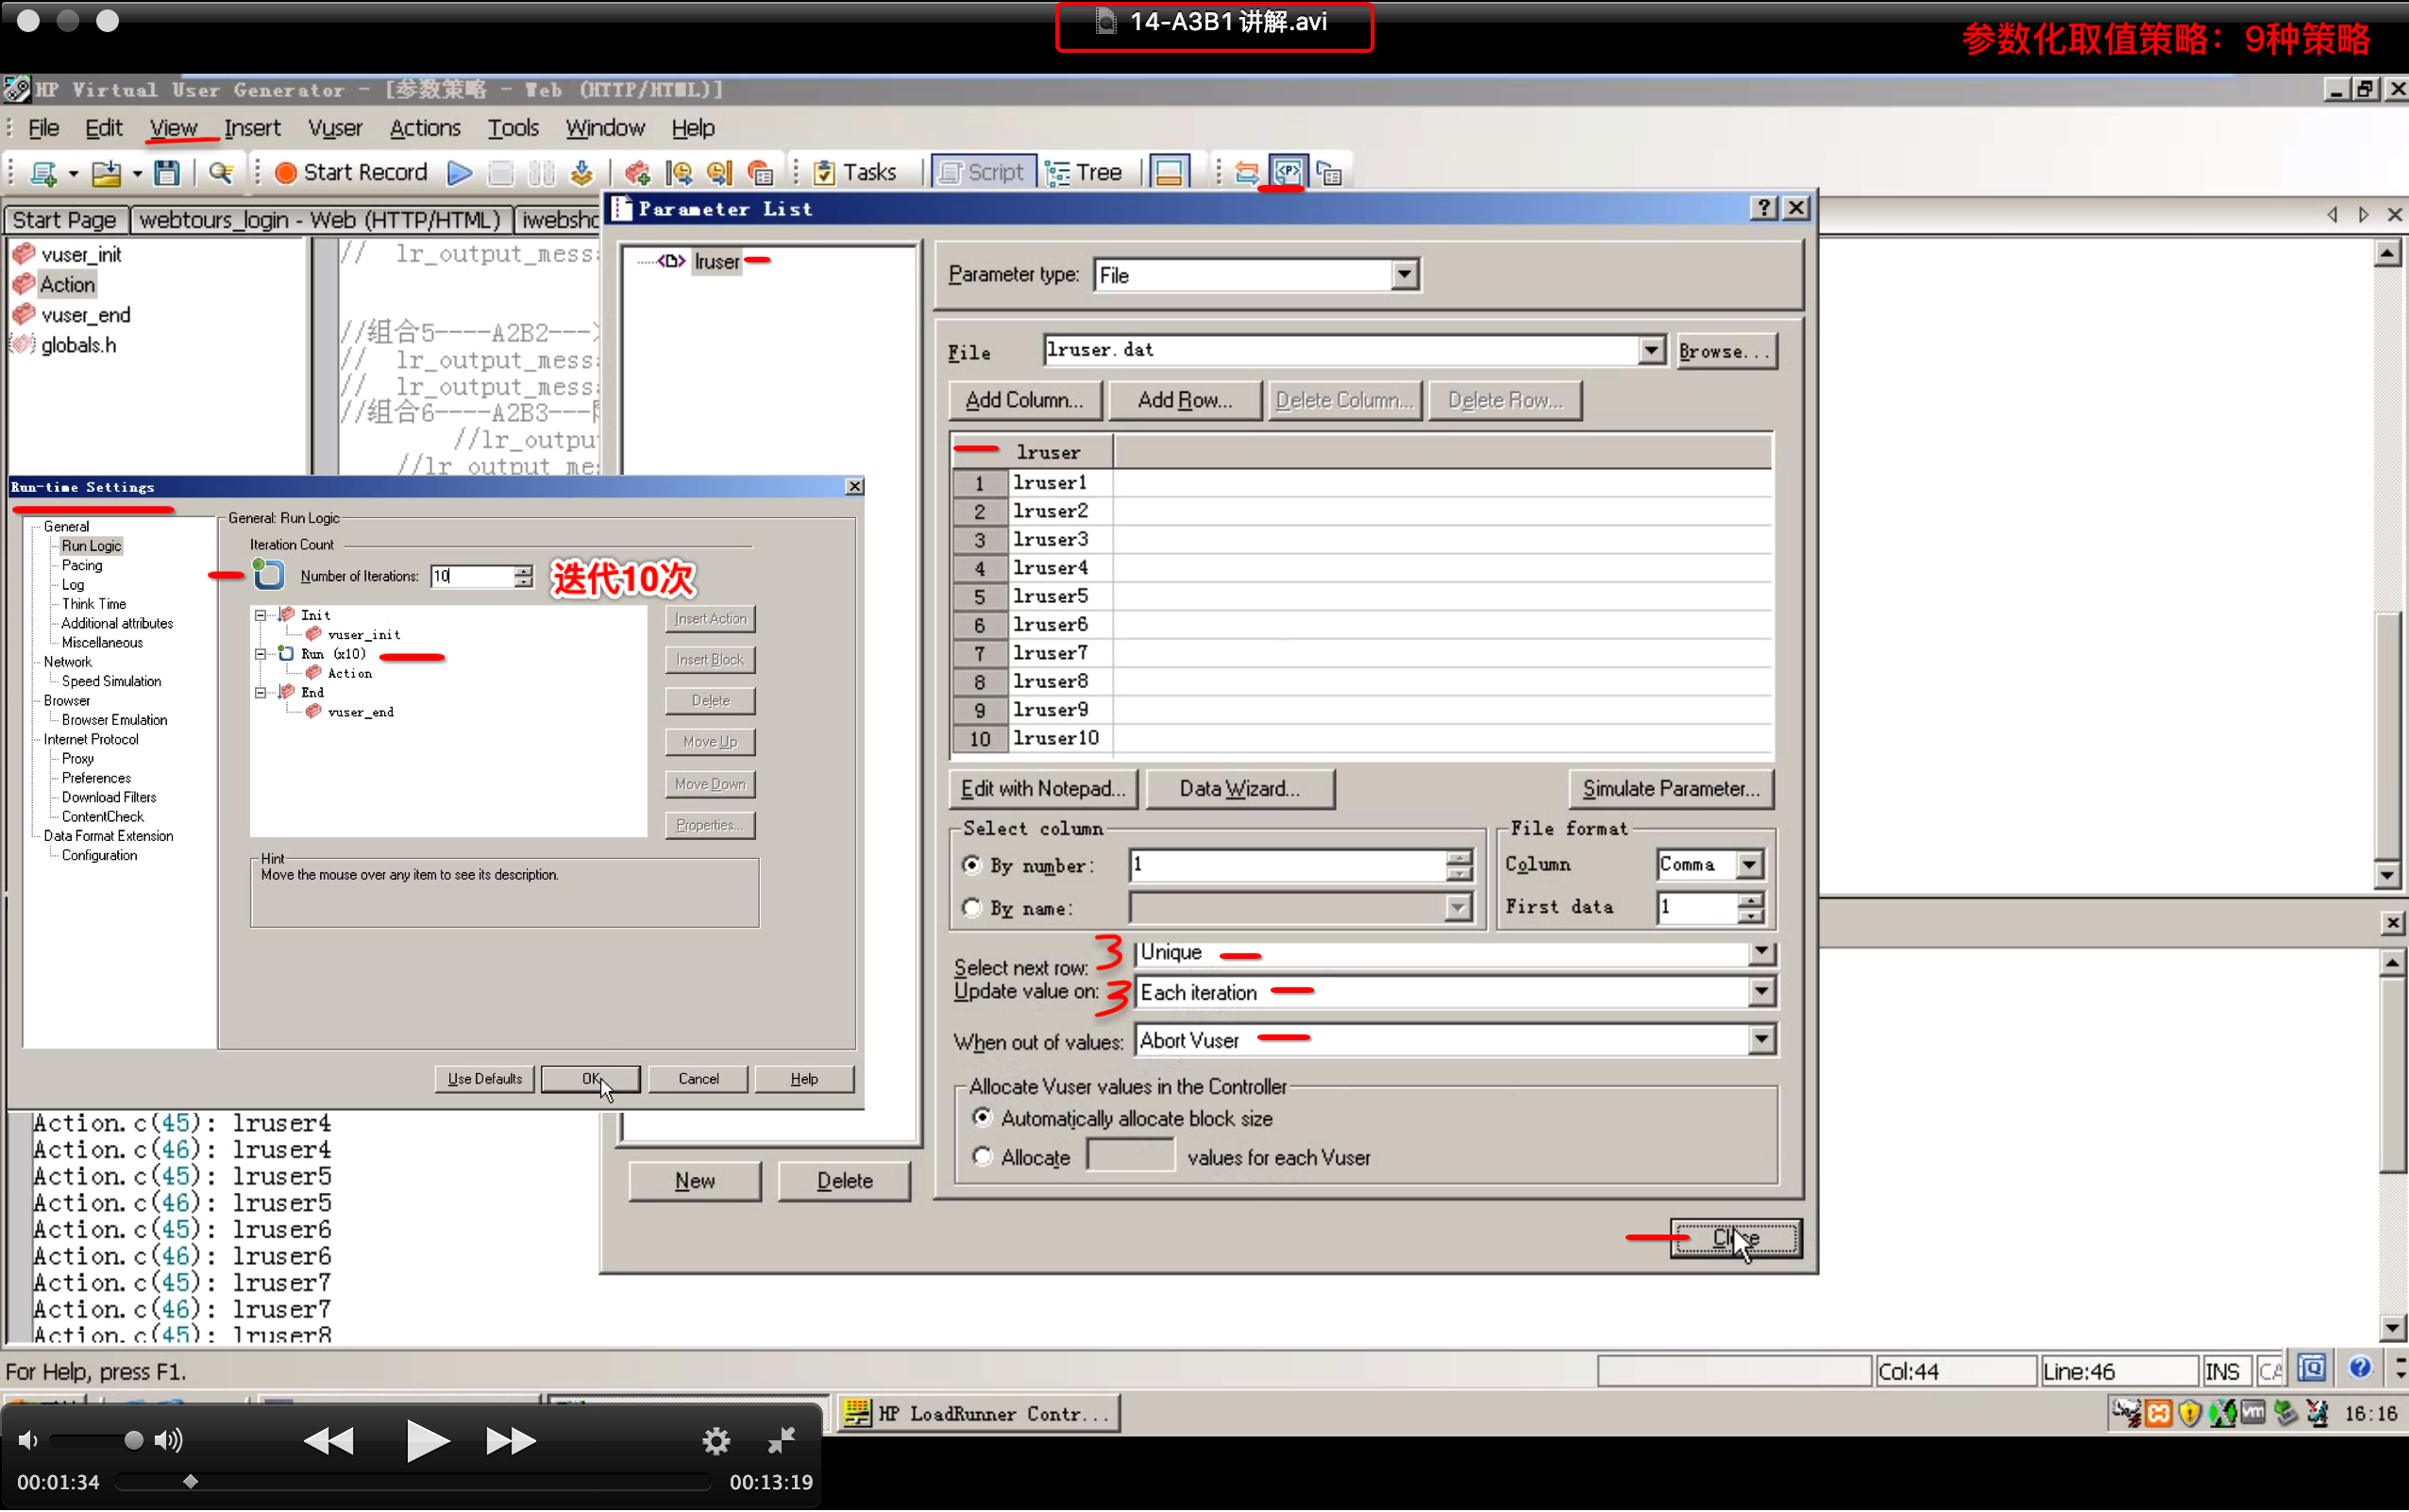 14-A3B1 讲解.avi
参数化取值策略：9种策略
HP Virtual User Generator - [参数策略 - Web (HTTP/HTML)]
File Edit View Insert Vuser Actions Tools Window Help
Start Record Tasks Script Tree
Start Page webtours_login - Web (HTTP/HTML) iwebsho
vuser_init
Action
vuser_end
globals.h
// lr_output_mess
//组合5----A2B2---
// lr_output_mess
// lr_output_mess
//组合6----A2B3---
//lr_outpu
//lr_output_me
Parameter List
lruser
New
Delete
Parameter type: File
File lruser.dat Browse...
Add Column... Add Row... Delete Column... Delete Row...
lruser
1 lruser1
2 lruser2
3 lruser3
4 lruser4
5 lruser5
6 lruser6
7 lruser7
8 lruser8
9 lruser9
10 lruser10
Edit with Notepad... Data Wizard... Simulate Parameter...
Select column
By number: 1
By name:
File format
Column Comma
First data 1
Select next row: 3 Unique
Update value on: 3 Each iteration
When out of values: Abort Vuser
Allocate Vuser values in the Controller
Automatically allocate block size
Allocate values for each Vuser
Close
Run-time Settings
General
Run Logic
Pacing
Log
Think Time
Additional attributes
Miscellaneous
Network
Speed Simulation
Browser
Browser Emulation
Internet Protocol
Proxy
Preferences
Download Filters
ContentCheck
Data Format Extension
Configuration
General: Run Logic
Iteration Count
Number of Iterations: 10
迭代10次
Init
vuser_init
Run (x10)
Action
End
vuser_end
Insert Action
Insert Block
Delete
Move Up
Move Down
Properties...
Hint
Move the mouse over any item to see its description.
Use Defaults OK Cancel Help
Action.c(45): lruser4
Action.c(46): lruser4
Action.c(45): lruser5
Action.c(46): lruser5
Action.c(45): lruser6
Action.c(46): lruser6
Action.c(45): lruser7
Action.c(46): lruser7
Action.c(45): lruser8
For Help, press F1.
Col:44 Line:46 INS CA
HP LoadRunner Contr...
16:16
00:01:34
00:13:19